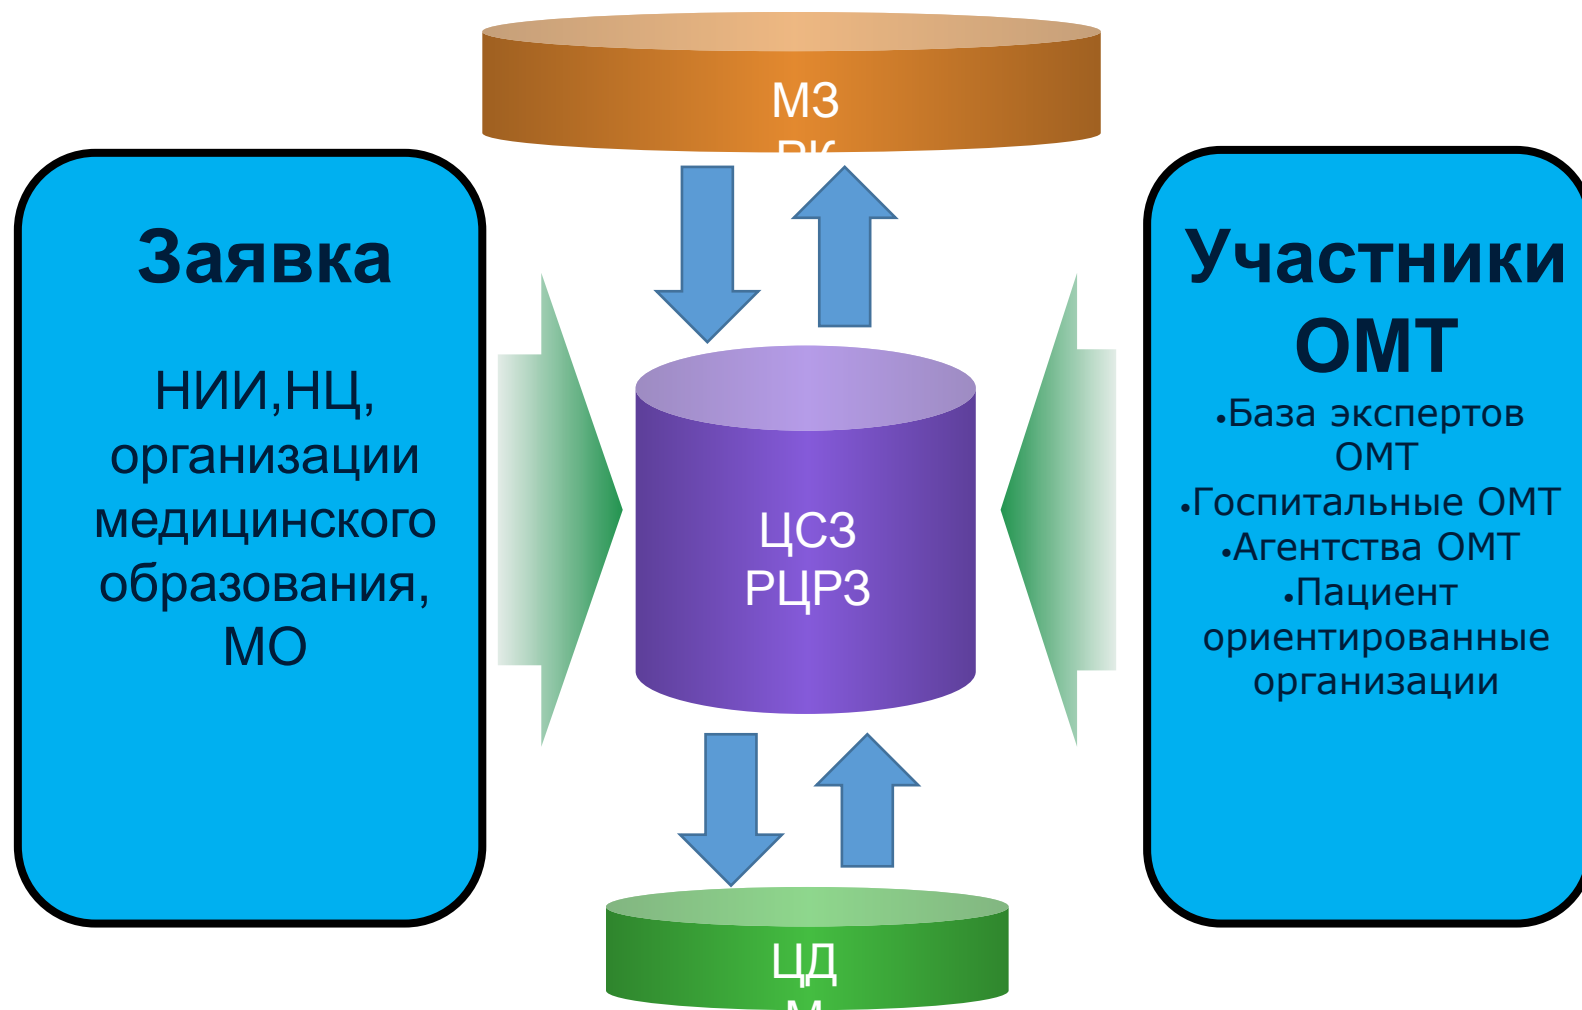 МЗ
РК
Заявка
НИИ,НЦ,
организации
медицинского
образования,
МО
ЦСЗ
РЦРЗ
Участники
ОМТ
•База экспертов
ОМТ
•Госпитальные ОМТ
•Агентства ОМТ
•Пациент
ориентированные
организации
ЦД
М